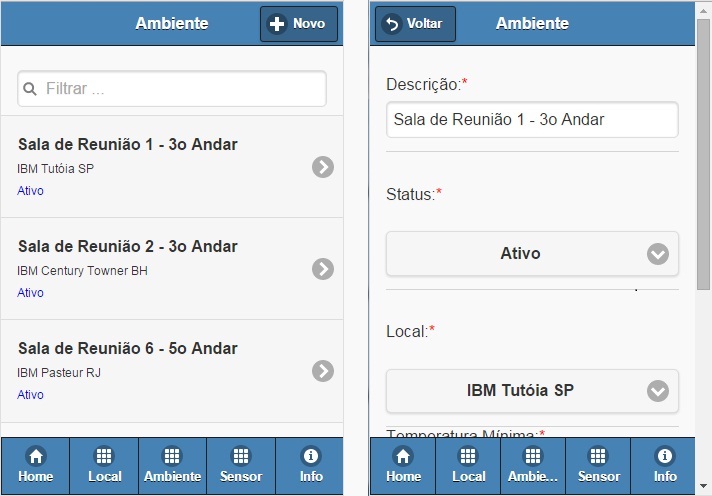 Ambiente
Novo
Filtrar ...
Sala de Reunião 1 - 3o Andar
IBM Tutóia SP
Ativo
Sala de Reunião 2 - 3o Andar
IBM Century Towner BH
Ativo
Sala de Reunião 6 - 5o Andar
IBM Pasteur RJ
Ativo
Home
Local
Ambiente
Sensor
Info
Voltar
Ambiente
Descrição:*
Sala de Reunião 1 - 3o Andar
Status:*
Ativo
Local:*
IBM Tutóia SP
Temperatura Mínima:*
Home
Local
Ambie...
Sensor
Info